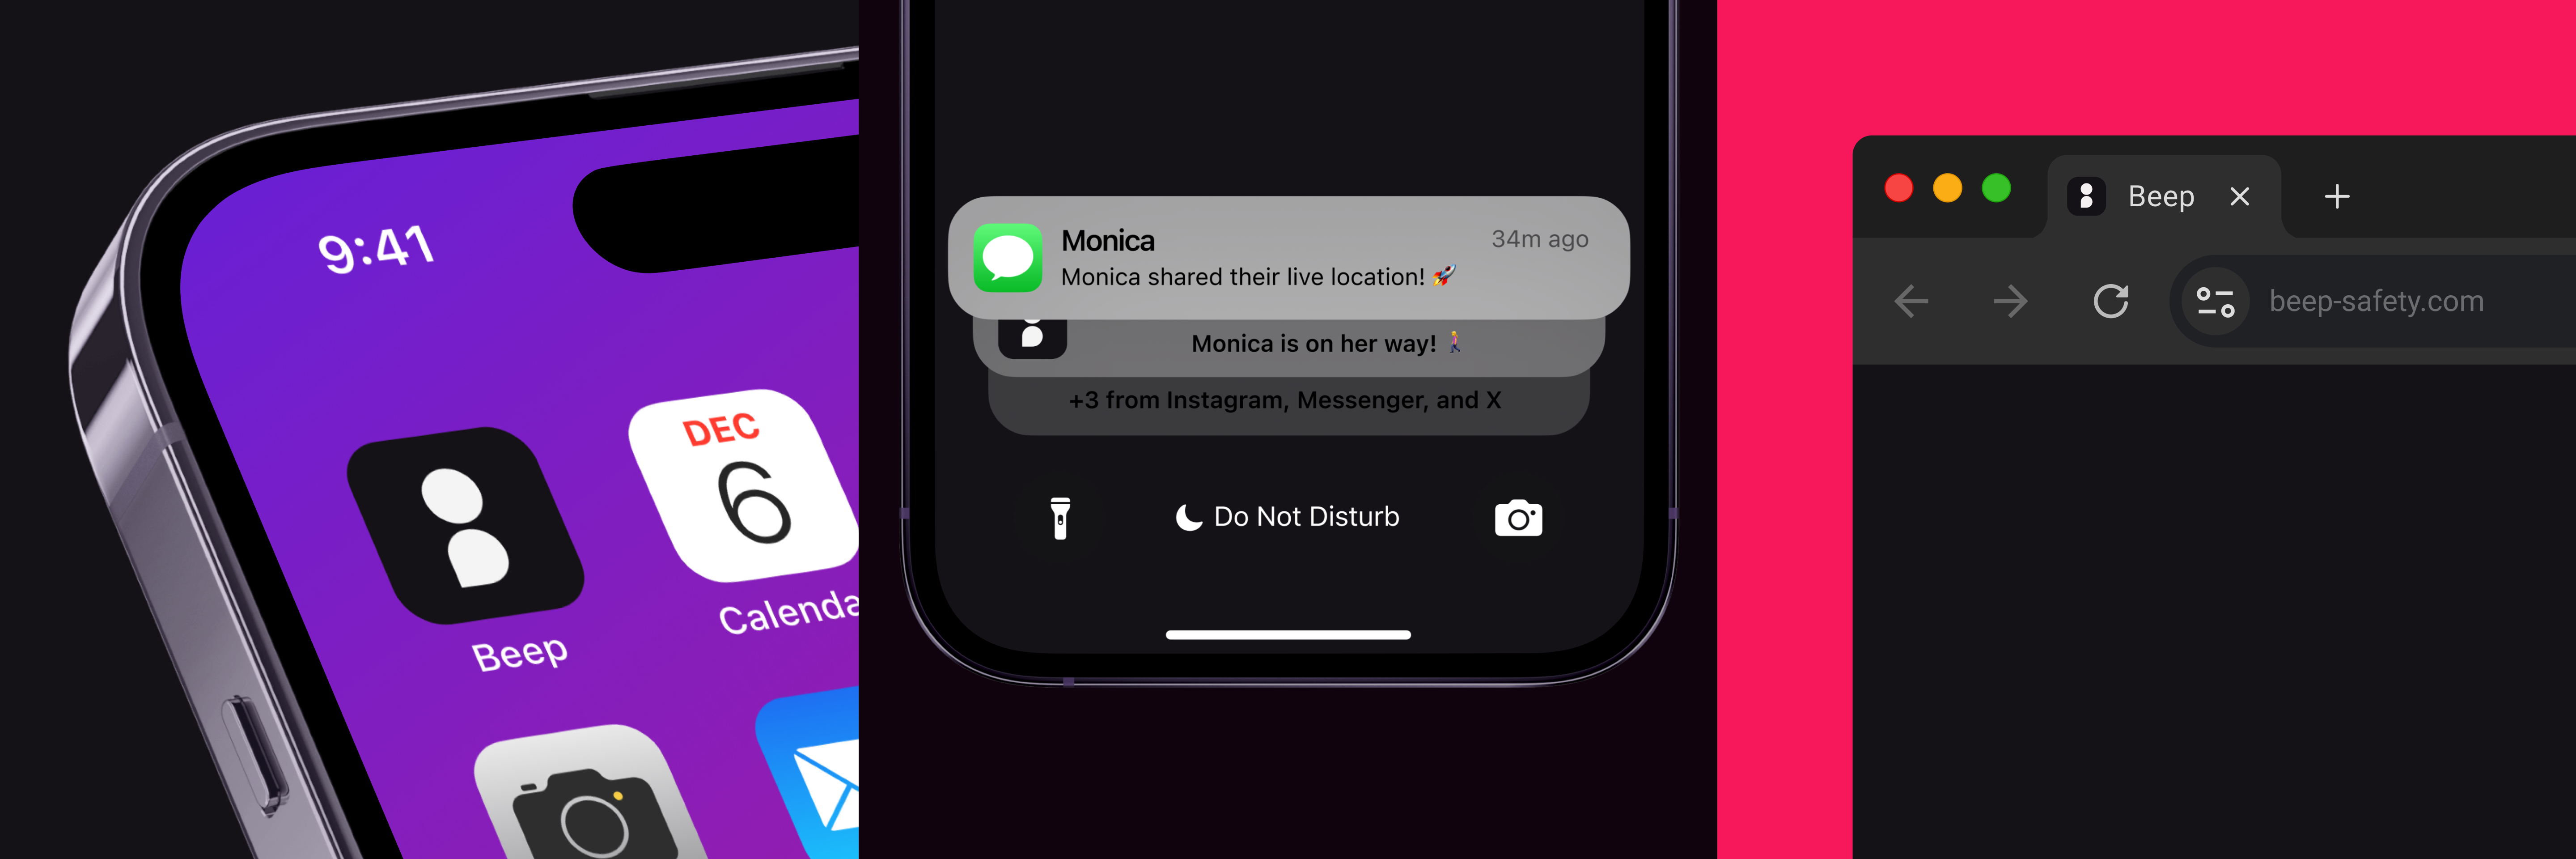 9:41
DEC
6
Beep
Calenda
Monica
34m ago
Monica shared their live location! 🚀
Monica is on her way! 🚶‍♀️
+3 from Instagram, Messenger, and X
Do Not Disturb
Beep
beep-safety.com